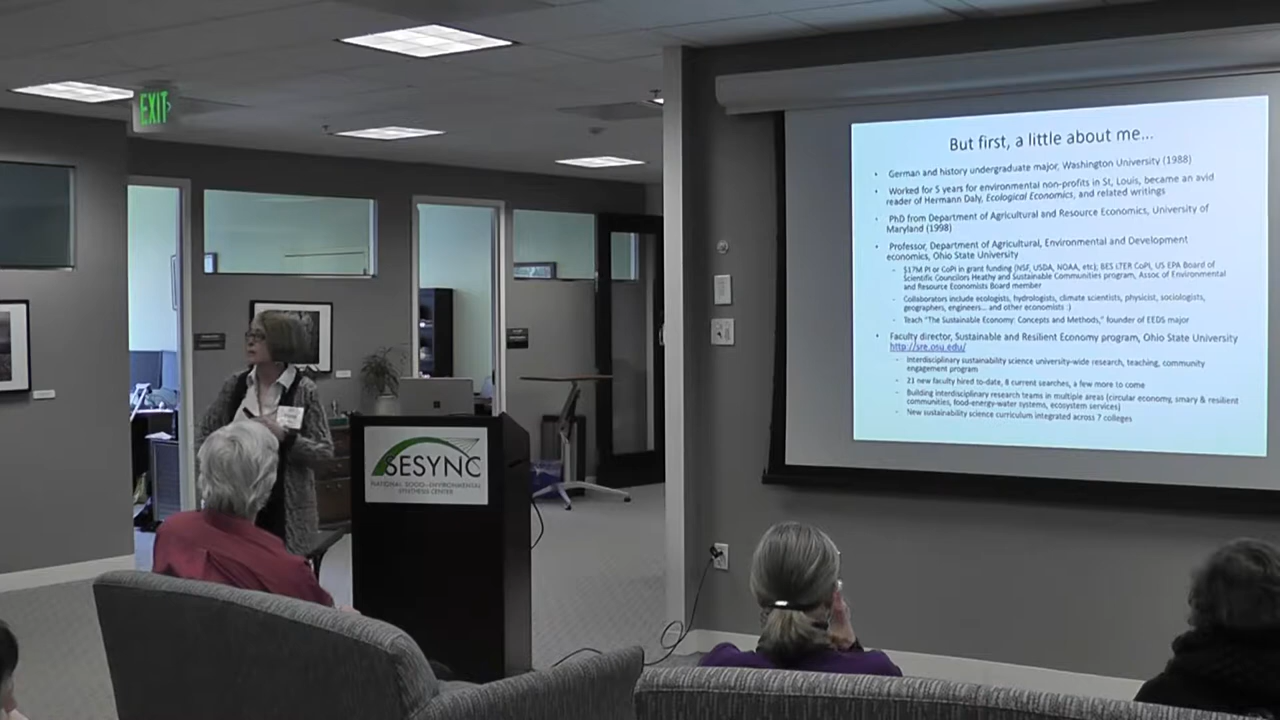 EXIT
But first, a little about me...
• German and history undergraduate major, Washington University (1988)
• Worked for 5 years for environmental non-profits in St, Louis, became an avid
reader of Hermann Daly, Ecological Economics, and related writings
• PhD from Department of Agricultural and Resource Economics, University of
Maryland (1998)
• Professor, Department of Agricultural, Environmental and Development
economics, Ohio State University
– $17M PI or CoPI in grant funding (NSF, USDA, NOAA, etc); BES LTER CoPI, US EPA Board of
Scientific Councilors Heathy and Sustainable Communities program, Assoc of Environmental
and Resource Economists Board member
– Collaborators include ecologists, hydrologists, climate scientists, physicist, sociologists,
geographers, engineers... and other economists :)
– Teach "The Sustainable Economy: Concepts and Methods," founder of EEDS major
• Faculty director, Sustainable and Resilient Economy program, Ohio State University
http://sre.osu.edu/
– Interdisciplinary sustainability science university-wide research, teaching, community
engagement program
– 21 new faculty hired to-date, 8 current searches, a few more to come
– Building interdisciplinary research teams in multiple areas (circular economy, smary & resilient
communities, food-energy-water systems, ecosystem services)
– New sustainability science curriculum integrated across 7 colleges
SESYNC
NATIONAL SOCIO-ENVIRONMENTAL
SYNTHESIS CENTER